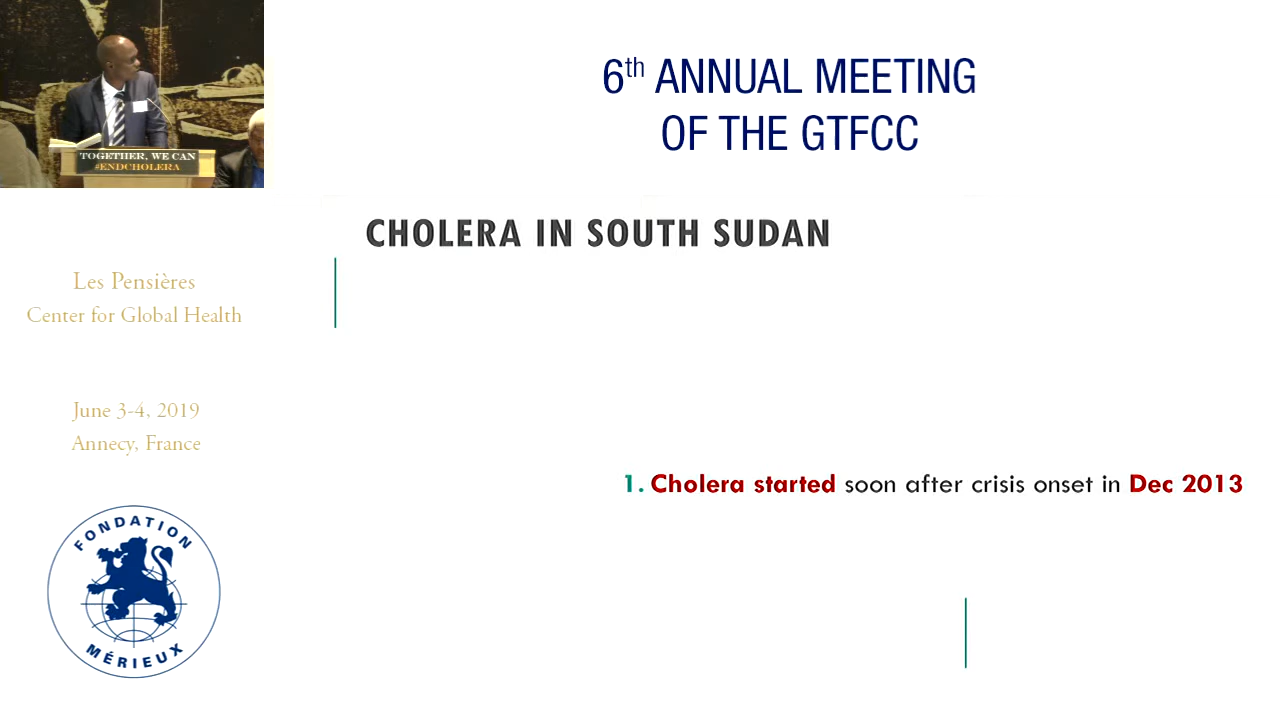 TOGETHER, WE CAN
#ENDCHOLERA
6th ANNUAL MEETING
OF THE GTFCC
CHOLERA IN SOUTH SUDAN
Les Pensières
Center for Global Health
June 3-4, 2019
Annecy, France
1. Cholera started soon after crisis onset in Dec 2013
FONDATION
MÉRIEUX